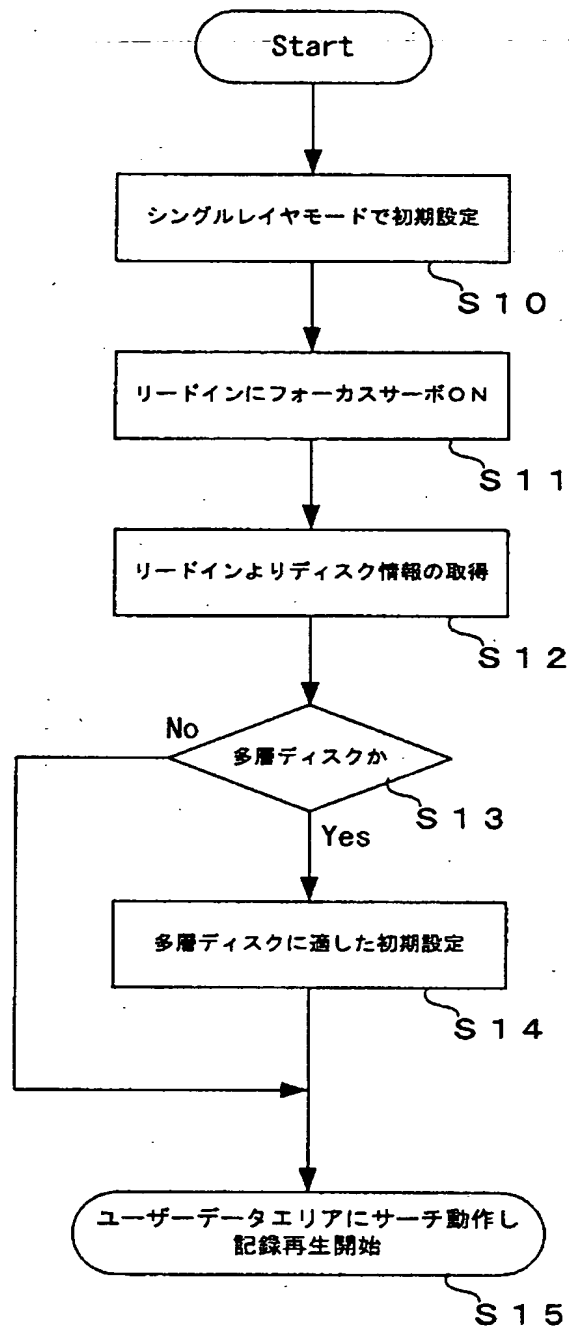 Start
シングルレイヤモードで初期設定
S10
リードインにフォーカスサーボON
S11
リードインよりディスク情報の取得
S12
No
多層ディスクか
S13
Yes
多層ディスクに適した初期設定
S14
ユーザーデータエリアにサーチ動作し
記録再生開始
S15